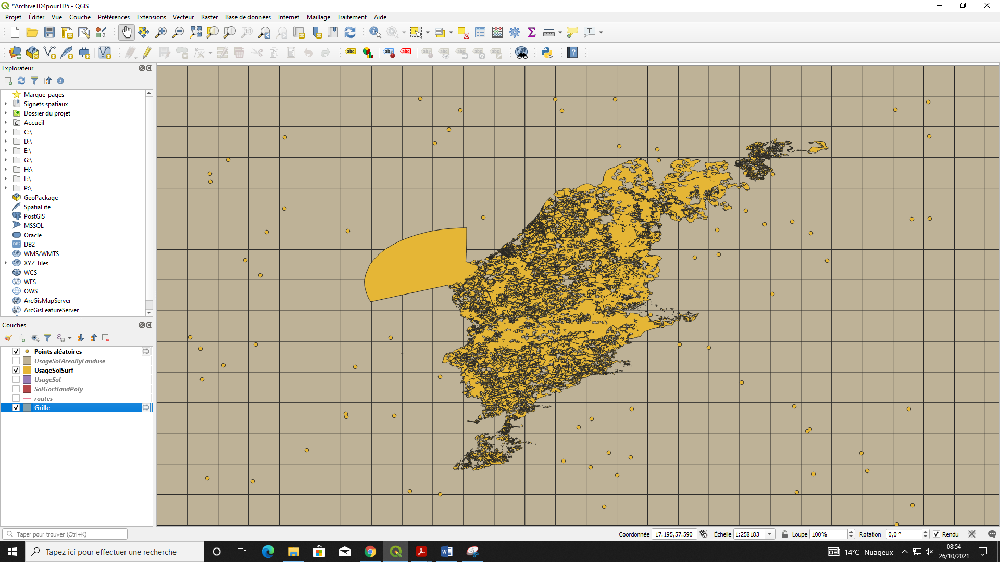 *ArchiveTD4pourTD5 - QGIS
Projet Éditer Vue Couche Préférences Extensions Vecteur Raster Base de données Internet Maillage Traitement Aide
Explorateur
Marque-pages
Signets spatiaux
Dossier du projet
Accueil
C:\
D:\
E:\
G:\
H:\
L:\
P:\
GeoPackage
SpatiaLite
PostGIS
MSSQL
Oracle
DB2
WMS/WMTS
XYZ Tiles
WCS
WFS
OWS
ArcGisMapServer
ArcGisFeatureServer
Couches
Points aléatoires
UsageSolAreaByLanduse
UsageSolSurf
UsageSol
SolGortlandPoly
routes
Grille
Taper pour trouver (Ctrl+K)
Coordonnée 17.195,57.590 Échelle 1:258183 Loupe 100% Rotation 0,0 ° Rendu
Tapez ici pour effectuer une recherche
14°C Nuageux
08:54
26/10/2021